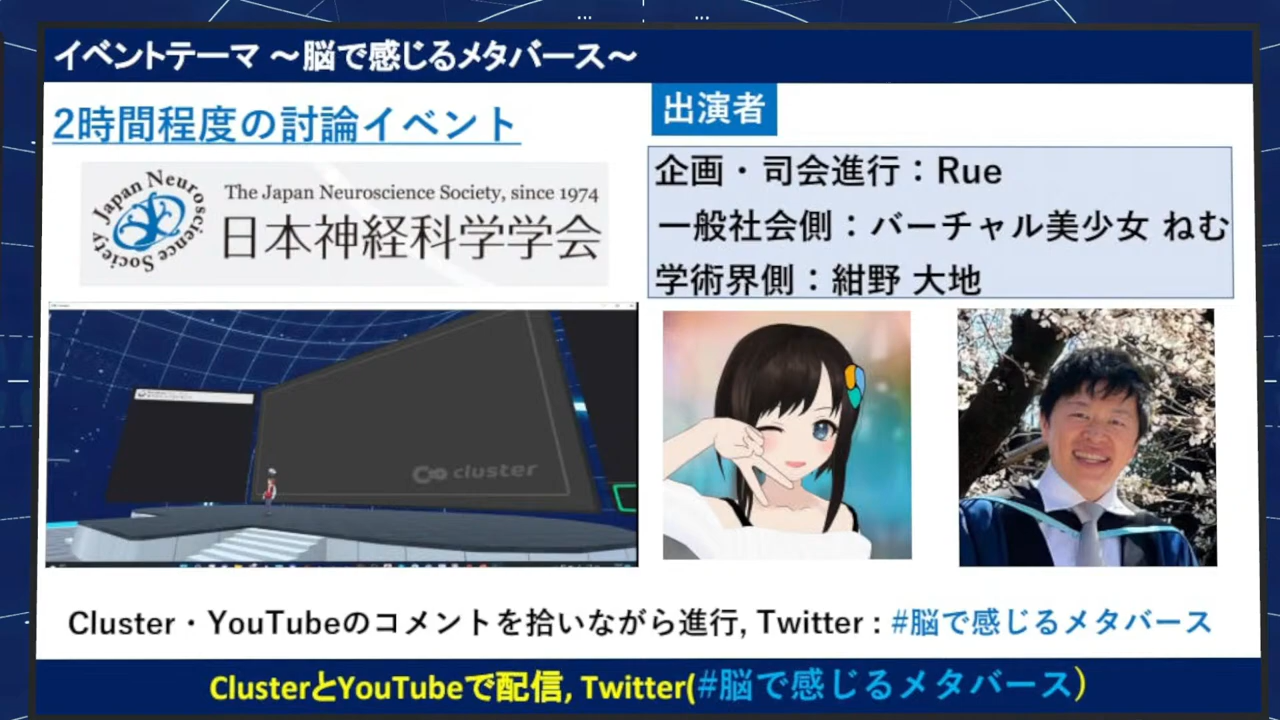 イベントテーマ ～脳で感じるメタバース～
2時間程度の討論イベント
出演者
Japan Neuroscience Society
The Japan Neuroscience Society, since 1974
日本神経科学学会
企画・司会進行：Rue
一般社会側：バーチャル美少女 ねむ
学術界側：紺野 大地
cluster
Cluster・YouTubeのコメントを拾いながら進行, Twitter : #脳で感じるメタバース
ClusterとYouTubeで配信, Twitter(#脳で感じるメタバース)